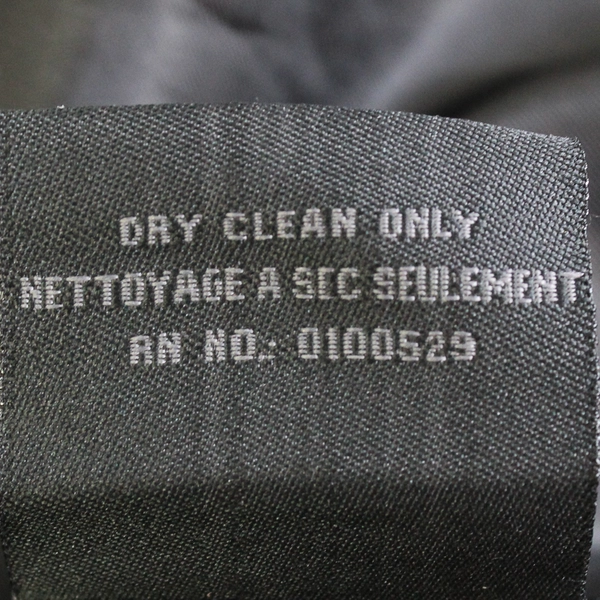 DRY CLEAN ONLY
NETTOYAGE A SEC SEULEMENT
RN NO.: 0100529